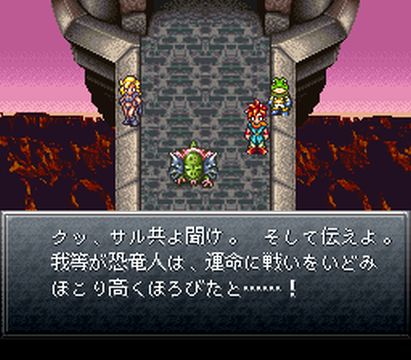 クッ、サル共よ聞け。 そして伝えよ。
我等が恐竜人は、運命に戦いをいどみ
ほこり高くほろびたと……！